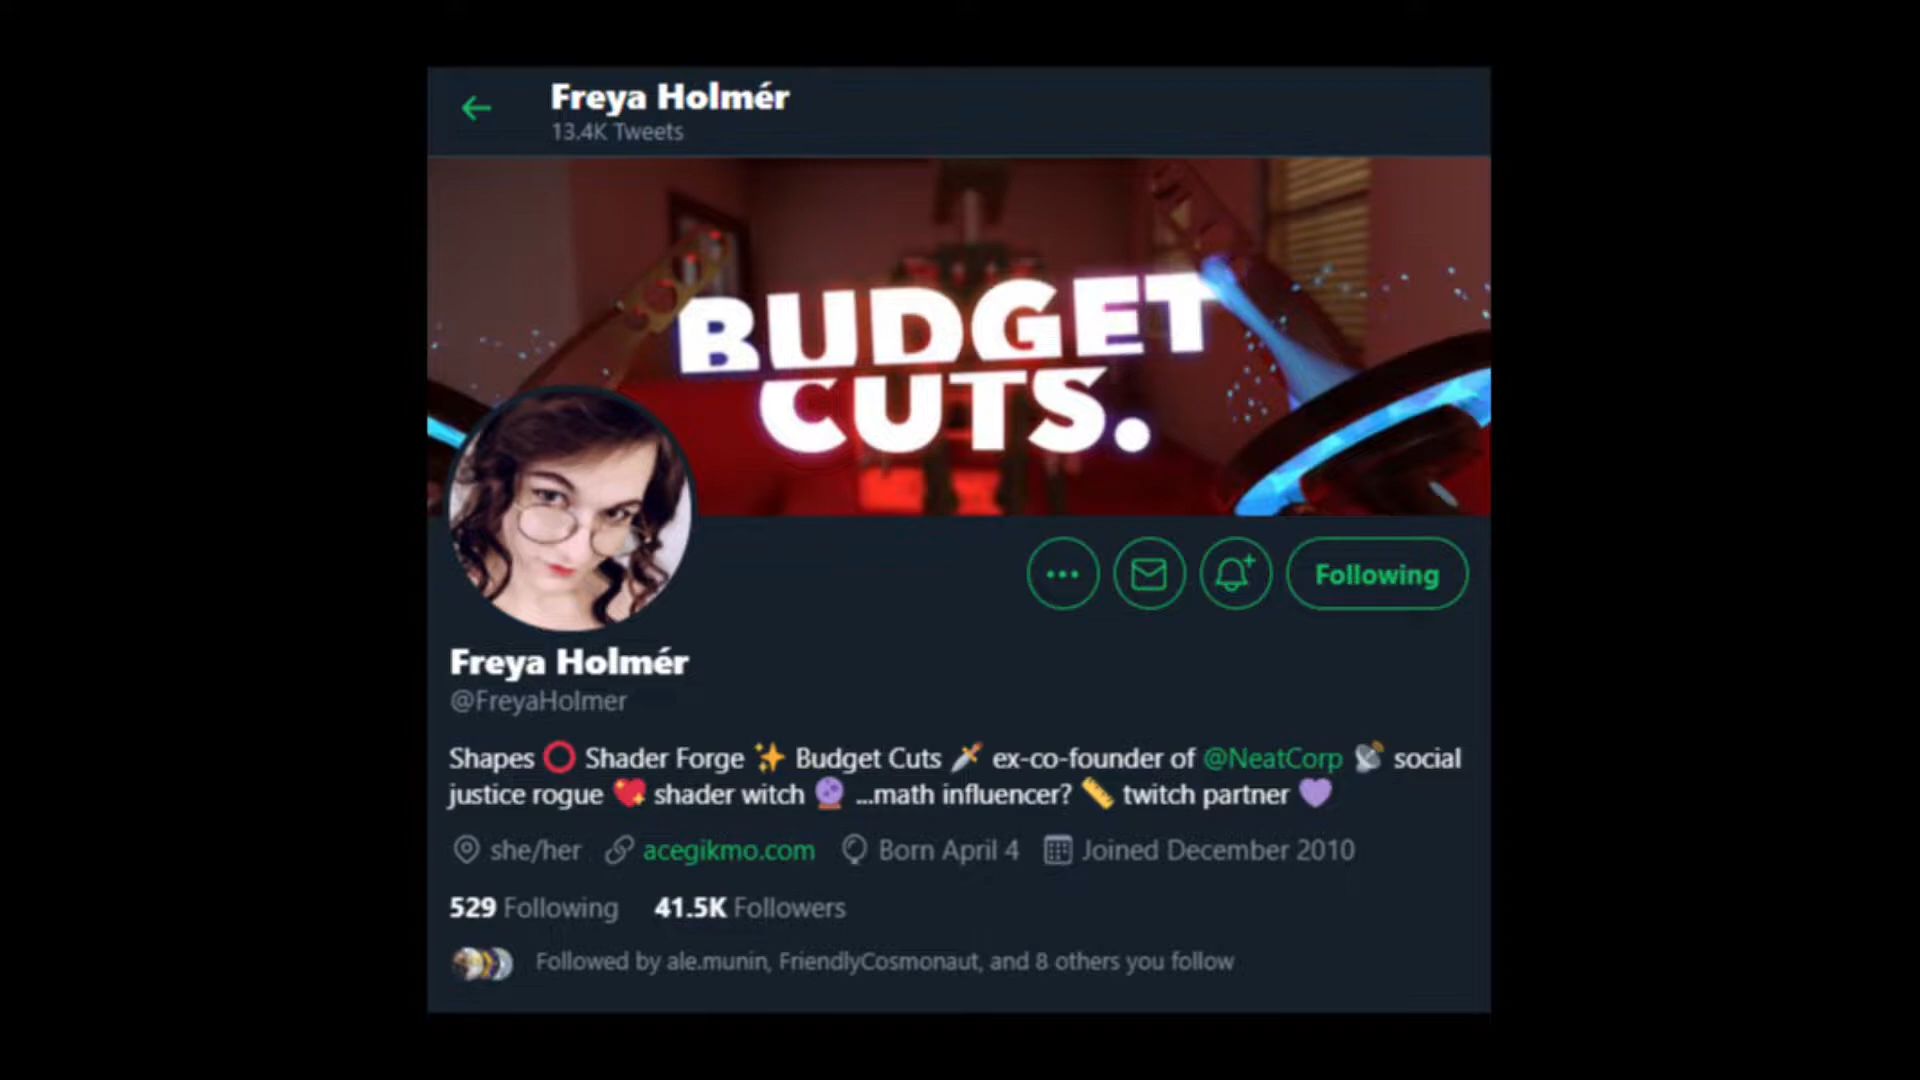 Freya Holmér
13.4K Tweets
BUDGET
CUTS.
Following
Freya Holmér
@FreyaHolmer
Shapes ⭕ Shader Forge ✨ Budget Cuts 🗡️ ex-co-founder of @NeatCorp 📡 social
justice rogue 💖 shader witch 🔮 ...math influencer? 📏 twitch partner 💜
she/her acegikmo.com Born April 4 Joined December 2010
529 Following 41.5K Followers
Followed by ale.munin, FriendlyCosmonaut, and 8 others you follow